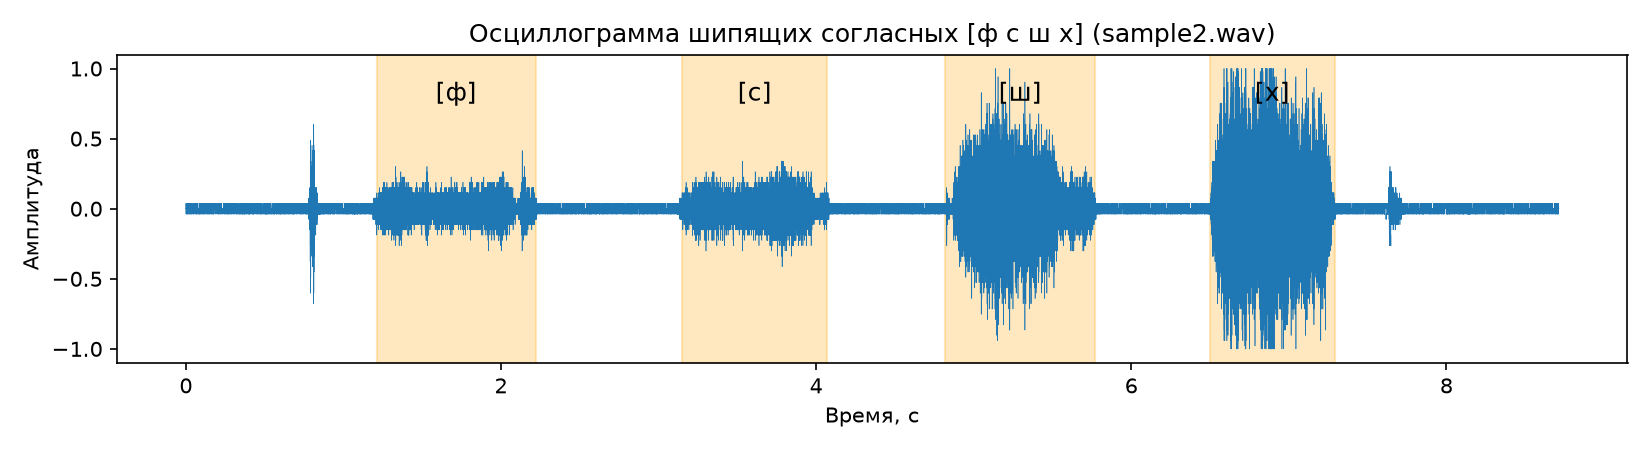 Осциллограмма шипящих согласных [ф с ш х] (sample2.wav)
[ф] [с] [ш] [х]
1.0
0.5
0.0
−0.5
−1.0
Амплитуда
0 2 4 6 8
Время, с